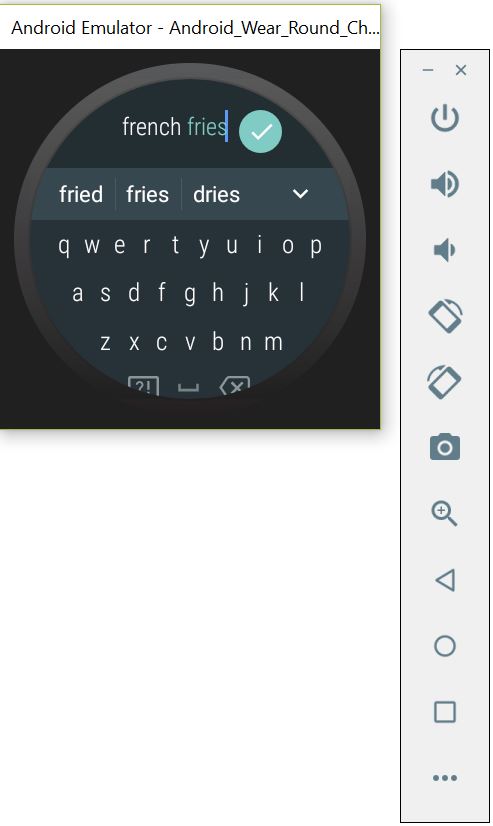 Android Emulator - Android_Wear_Round_Ch...
french fries
fried fries dries
q w e r t y u i o p
a s d f g h j k l
z x c v b n m
?!